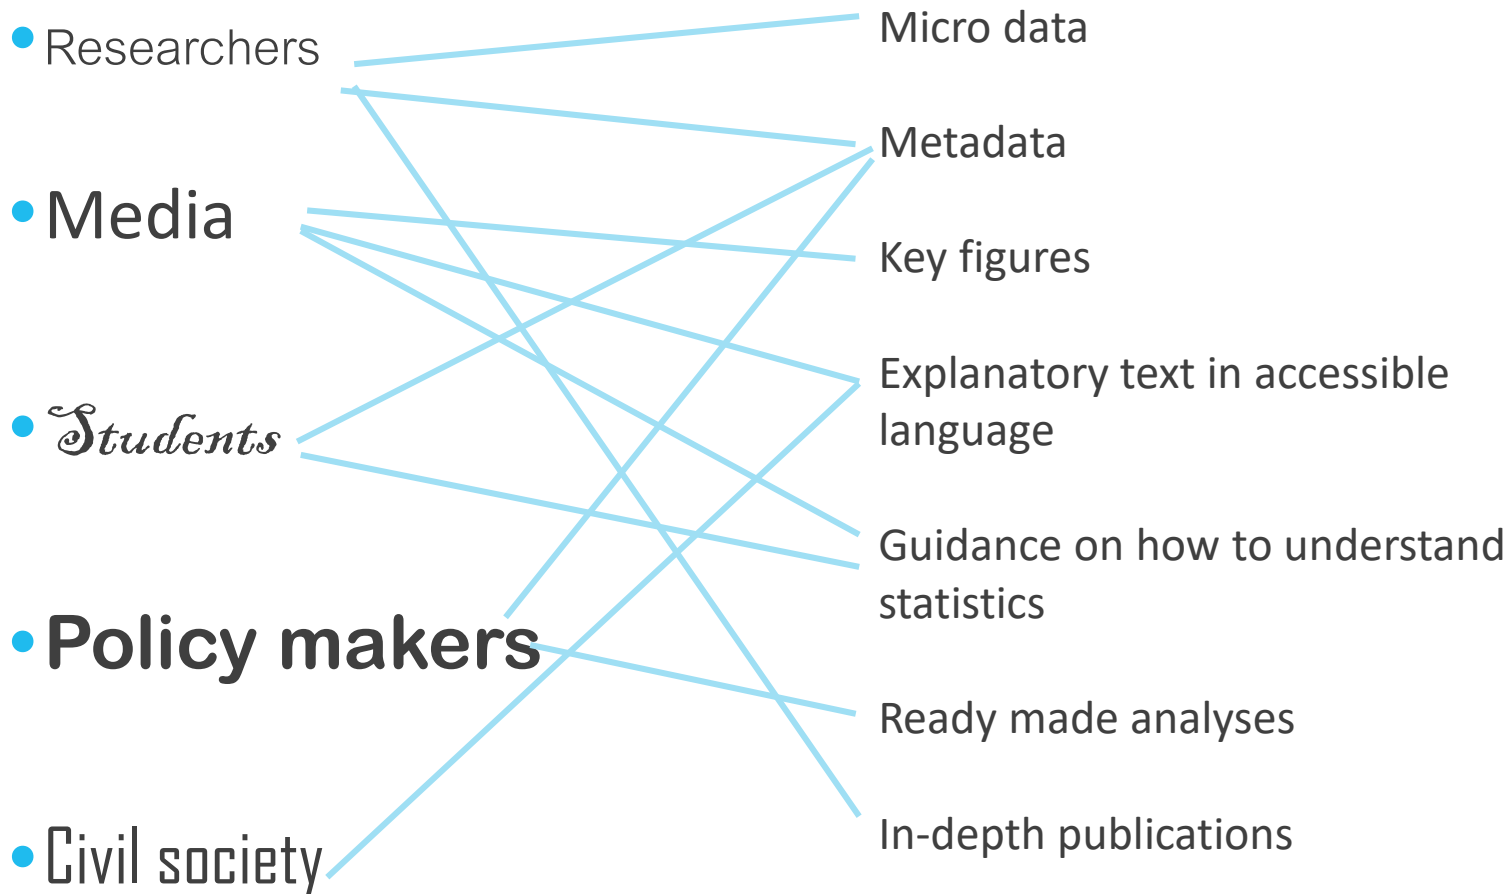 • Researchers
• Media
• Students
• Policy makers
• Civil society
Micro data
Metadata
Key figures
Explanatory text in accessible
language
Guidance on how to understand
statistics
Ready made analyses
In-depth publications